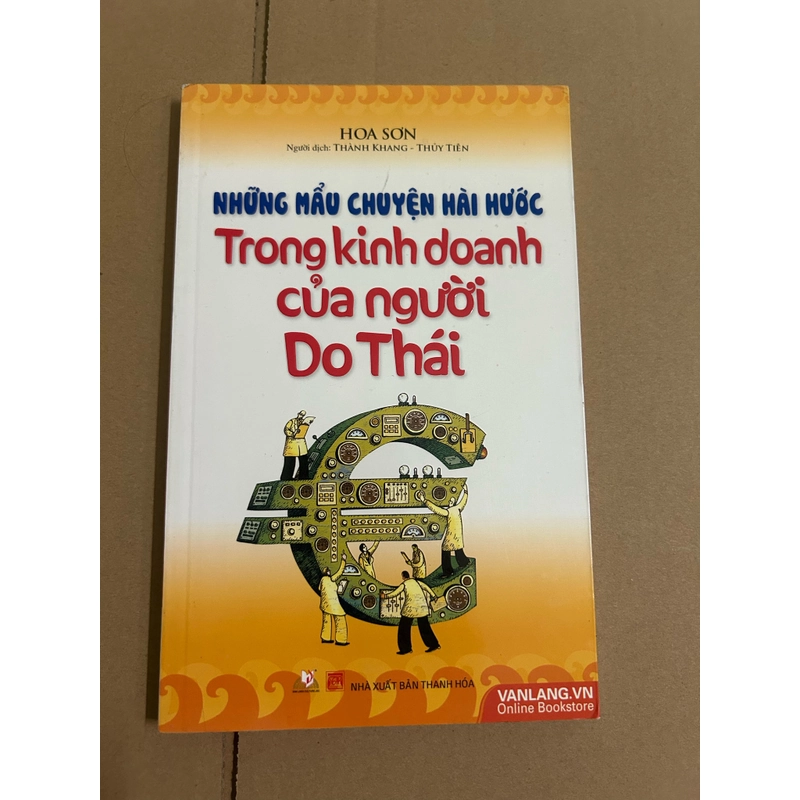 HOA SƠN
Người dịch: THÀNH KHANG - THỦY TIÊN
NHỮNG MẨU CHUYỆN HÀI HƯỚC
Trong kinh doanh
của người
Do Thái
NHÀ XUẤT BẢN THANH HÓA
VANLANG.VN
Online Bookstore